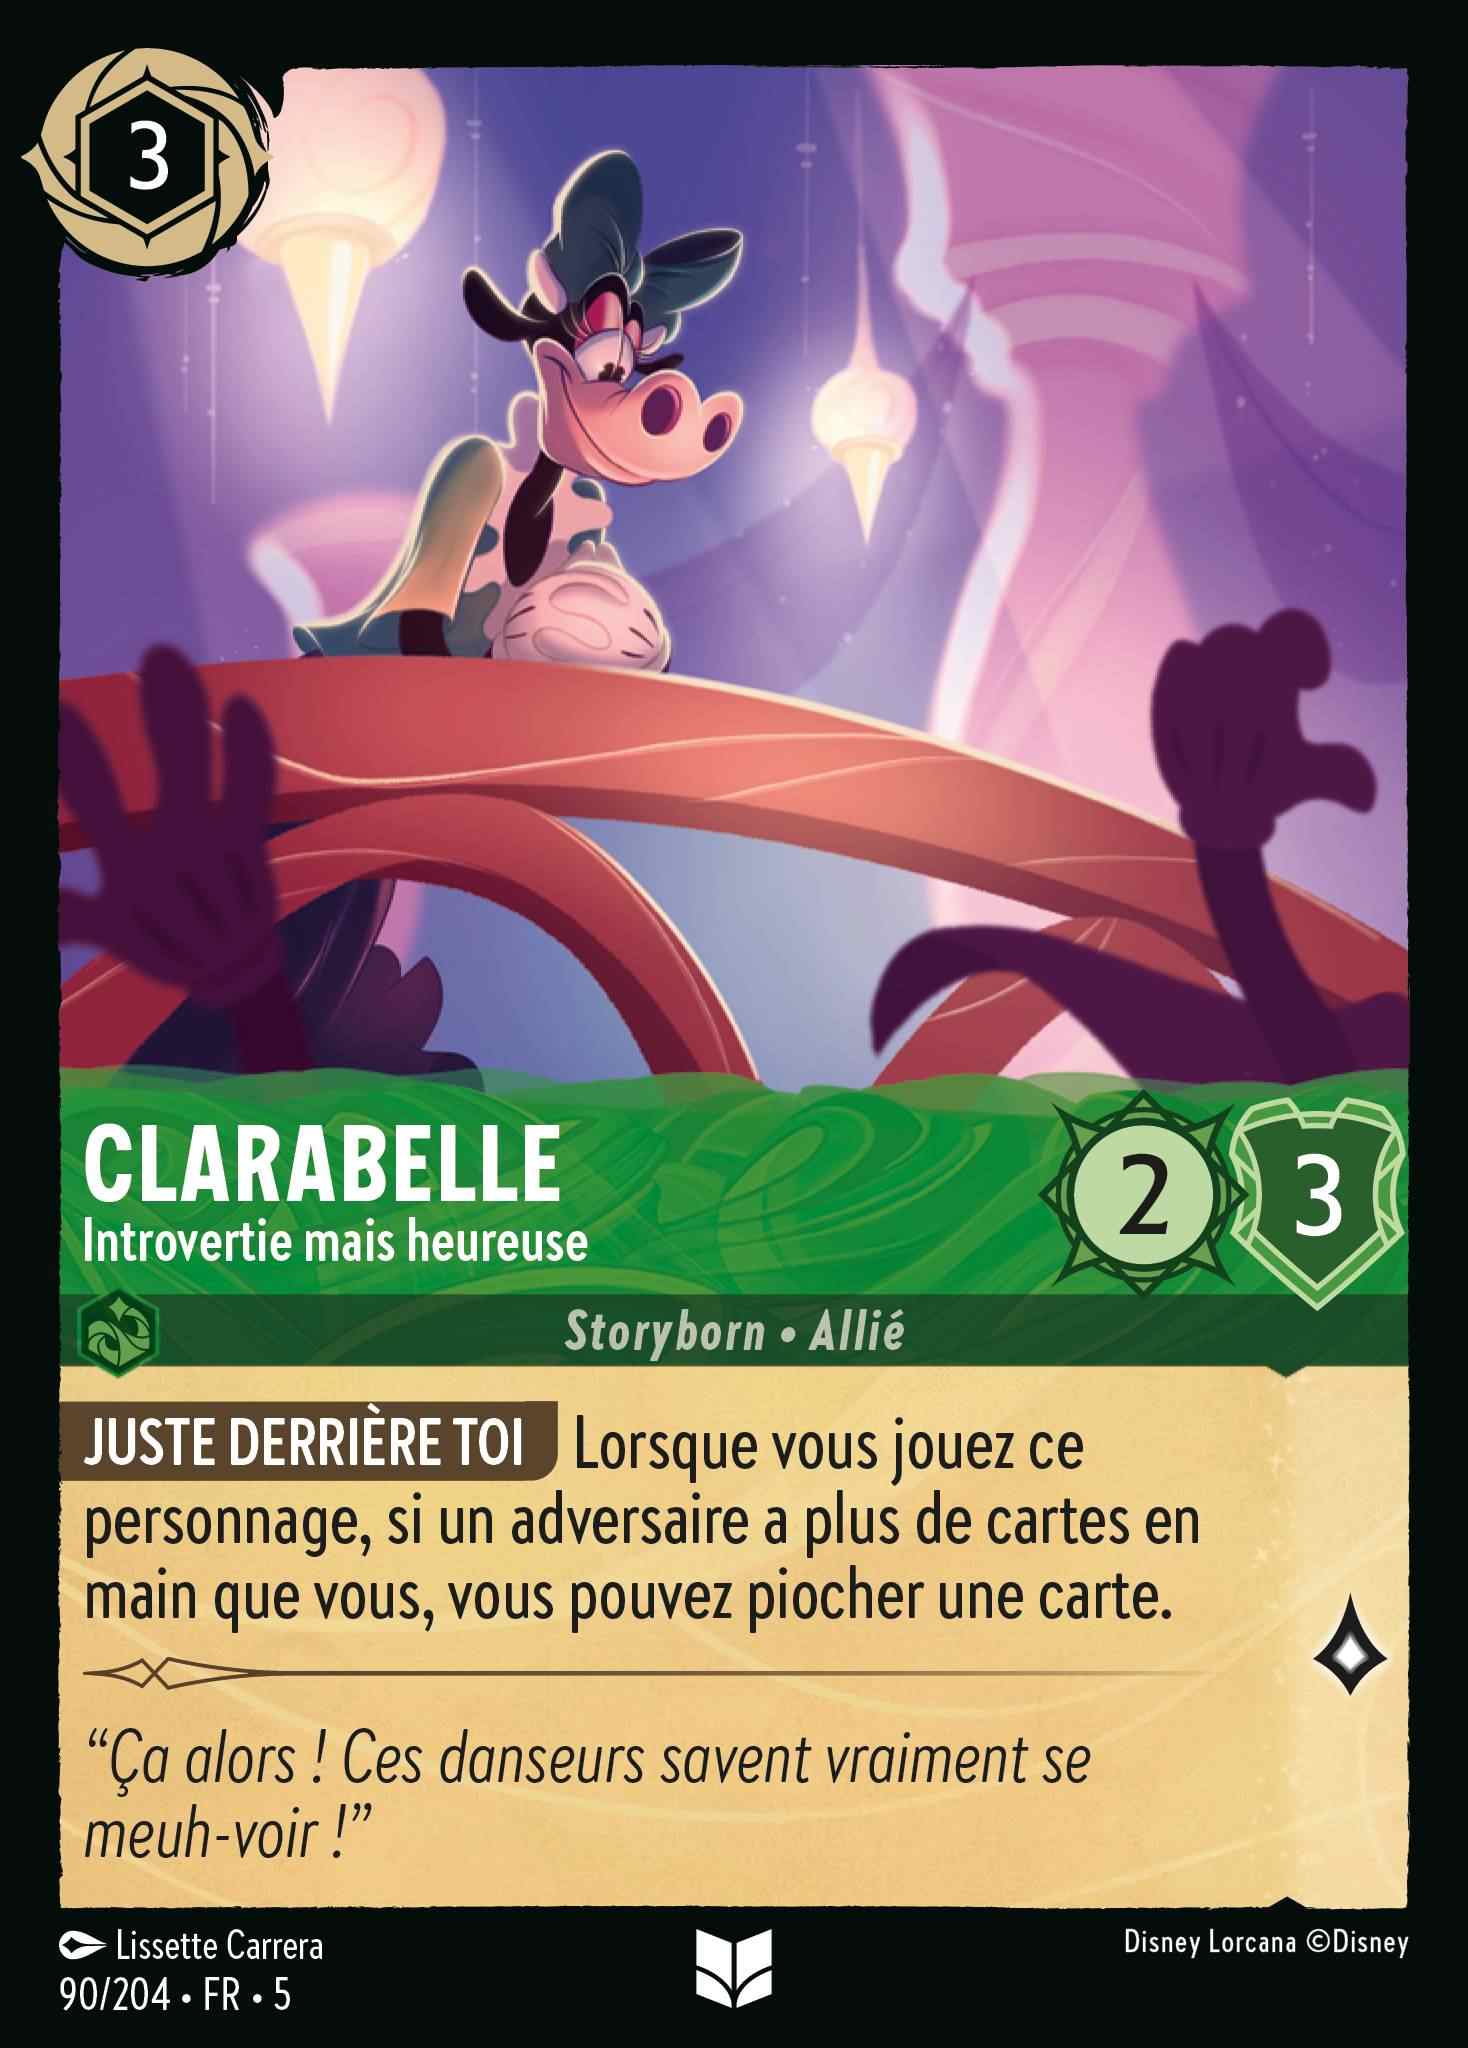 3
CLARABELLE
Introvertie mais heureuse
2
3
Storyborn • Allié
JUSTE DERRIÈRE TOI Lorsque vous jouez ce
personnage, si un adversaire a plus de cartes en
main que vous, vous pouvez piocher une carte.
“Ça alors ! Ces danseurs savent vraiment se
meuh-voir !”
Lissette Carrera
Disney Lorcana ©Disney
90/204 • FR • 5